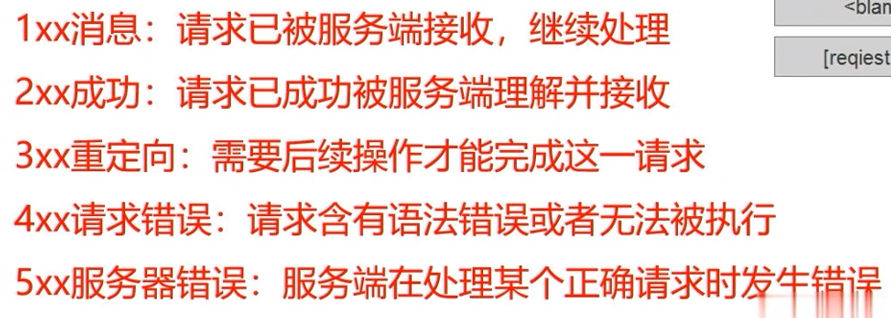 1xx消息：请求已被服务端接收，继续处理
<blan
[reqiest
2xx成功：请求已成功被服务端理解并接收
3xx重定向：需要后续操作才能完成这一请求
4xx请求错误：请求含有语法错误或者无法被执行
5xx服务器错误：服务端在处理某个正确请求时发生错误